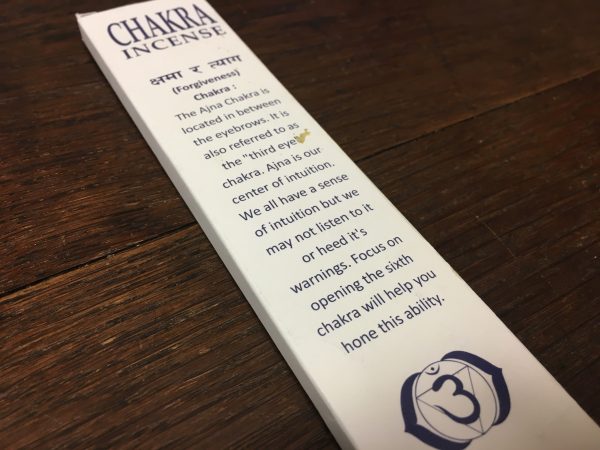 CHAKRA
INCENSE
क्षमा र त्याग
(Forgiveness)
Chakra :
The Ajna Chakra is
located in between
the eyebrows. It is
also referred to as
the "third eye
chakra. Ajna is our
center of intuition.
We all have a sense
of intuition but we
may not listen to it
or heed it's
warnings. Focus on
opening the sixth
chakra will help you
hone this ability.